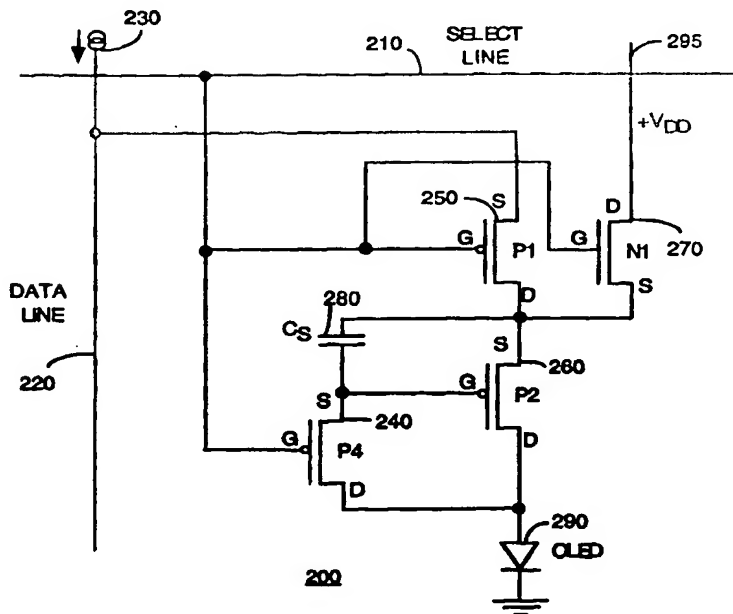 230
210
SELECT
LINE
295
+VDD
250
S
G
P1
D
D
G
N1
270
S
DATA
LINE
220
280
CS
S
240
G
P4
D
S
260
G
P2
D
290
OLED
200